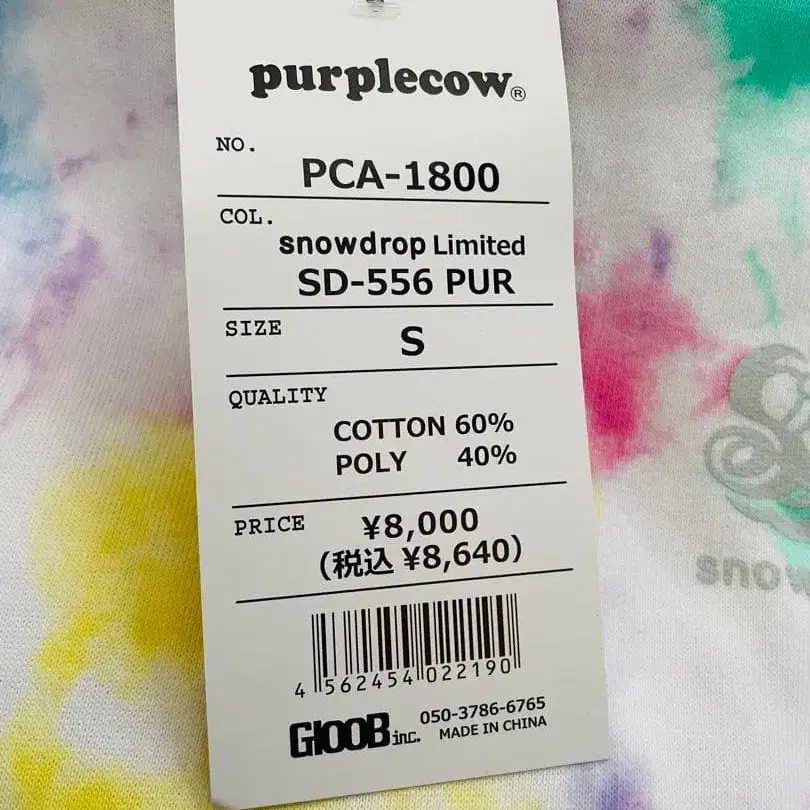 purplecow®
NO.
PCA-1800
COL.
snowdrop Limited
SD-556 PUR
SIZE
S
QUALITY
COTTON 60%
POLY 40%
PRICE
¥8,000
(税込 ¥8,640)
4 562454 022190
GIOOB inc.
050-3786-6765
MADE IN CHINA
snow